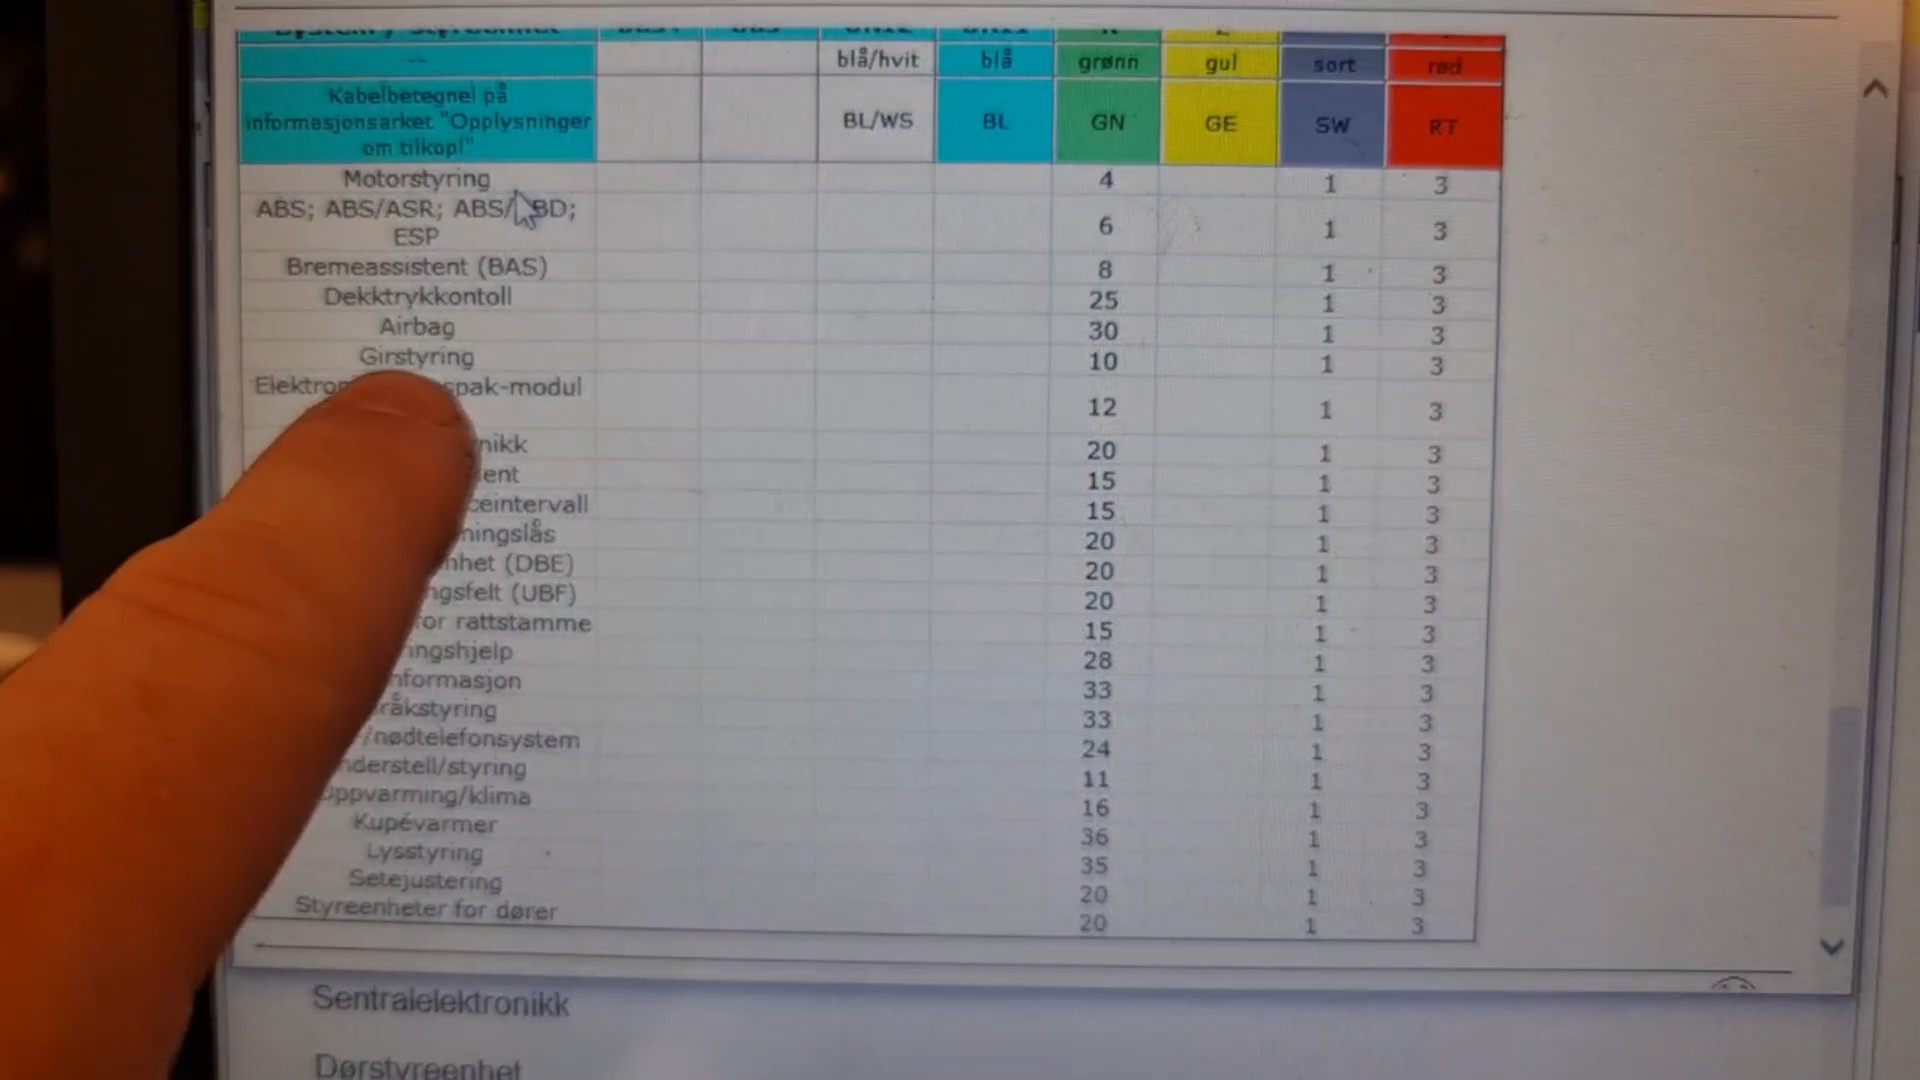 blå/hvit blå grønn gul sort rød
--
Kabelbetegnel på
informasjonsarket "Opplysninger
om tilkopl"
BL/WS BL GN GE SW RT
Motorstyring 4 1 3
ABS; ABS/ASR; ABS/ BD;
ESP 6 1 3
Bremeassistent (BAS) 8 1 3
Dekktrykkontoll 25 1 3
Airbag 30 1 3
Girstyring 10 1 3
spak-modul
12 1 3
nikk 20 1 3
ent 15 1 3
ceintervall 15 1 3
ningslås 20 1 3
nhet (DBE) 20 1 3
ngsfelt (UBF) 20 1 3
for rattstamme 15 1 3
ingshjelp 28 1 3
nformasjon 33 1 3
råkstyring 33 1 3
/nødtelefonsystem 24 1 3
nderstell/styring 11 1 3
Oppvarming/klima 16 1 3
Kupévarmer 36 1 3
Lysstyring 35 1 3
Setejustering 20 1 3
Styreenheter for dører 20 1 3
Sentralelektronikk
Dørstyreenhet